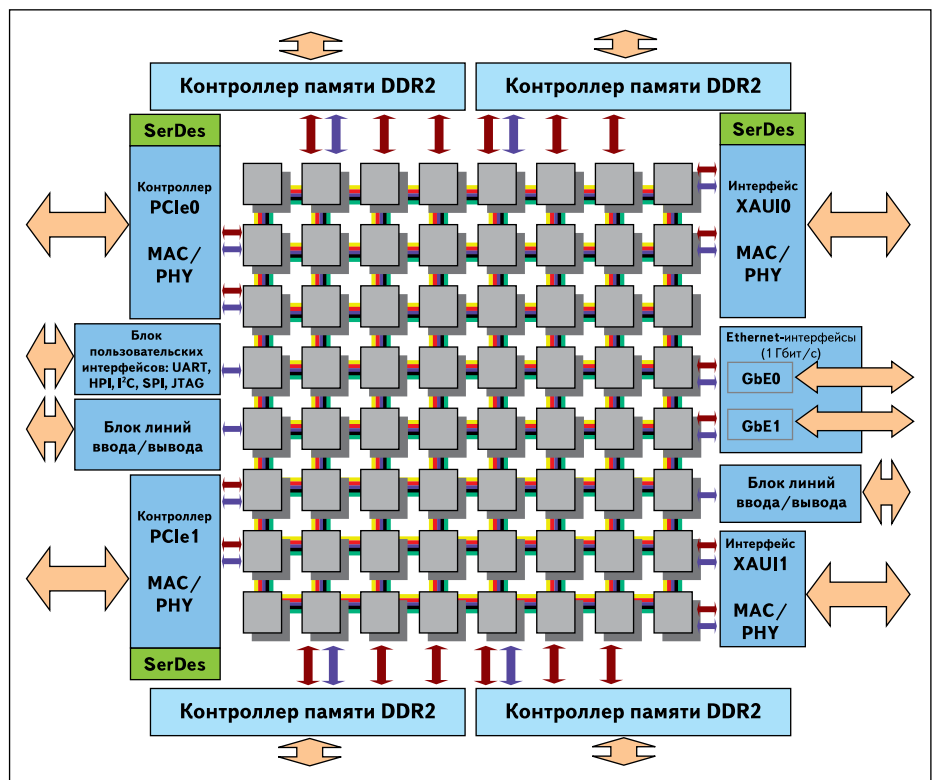 Контроллер памяти DDR2
Контроллер памяти DDR2
SerDes
Контроллер
PCIe0
MAC/
PHY
SerDes
Интерфейс
XAUI0
MAC/
PHY
Блок
пользовательских
интерфейсов: UART,
HPI, I²C, SPI, JTAG
Ethernet-интерфейсы
(1 Гбит/с)
GbE0
GbE1
Блок линий
ввода/вывода
Блок линий
ввода/вывода
Контроллер
PCIe1
MAC/
PHY
SerDes
Интерфейс
XAUI1
MAC/
PHY
Контроллер памяти DDR2
Контроллер памяти DDR2